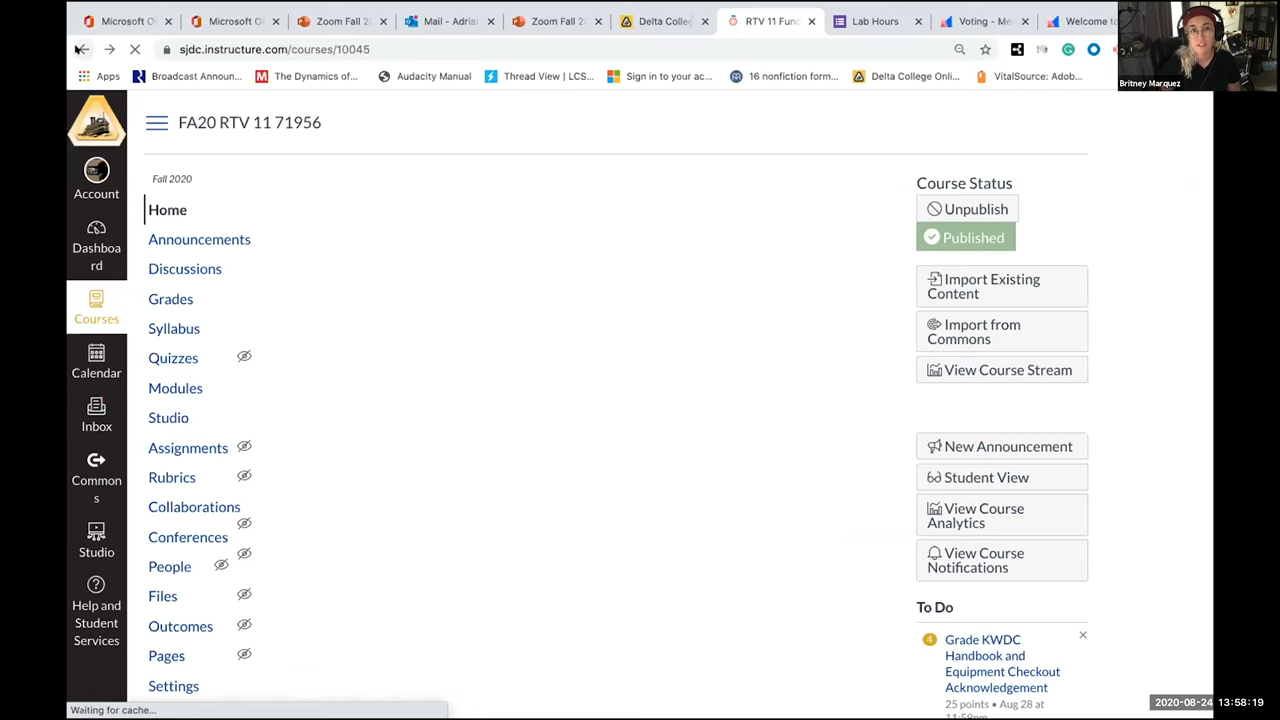 Microsoft O
Microsoft O
Zoom Fall 2
Mail - Adria
Zoom Fall 2
Delta Colle
RTV 11 Fun
Lab Hours
Voting - Me
Welcome to
sjdc.instructure.com/courses/10045
Apps
Broadcast Announ...
The Dynamics of...
Audacity Manual
Thread View | LCS...
Sign in to your ac...
16 nonfiction form...
Delta College Onli...
VitalSource: Adob...
Britney Marquez
FA20 RTV 11 71956
Account
Dashboa
rd
Courses
Calendar
Inbox
Common
s
Studio
Help and
Student
Services
Fall 2020
Home
Announcements
Discussions
Grades
Syllabus
Quizzes
Modules
Studio
Assignments
Rubrics
Collaborations
Conferences
People
Files
Outcomes
Pages
Settings
Course Status
Unpublish
Published
Import Existing
Content
Import from
Commons
View Course Stream
New Announcement
Student View
View Course
Analytics
View Course
Notifications
To Do
4
Grade KWDC
Handbook and
Equipment Checkout
Acknowledgement
25 points • Aug 28 at
11:59pm
Waiting for cache...
2020-08-24 13:58:19